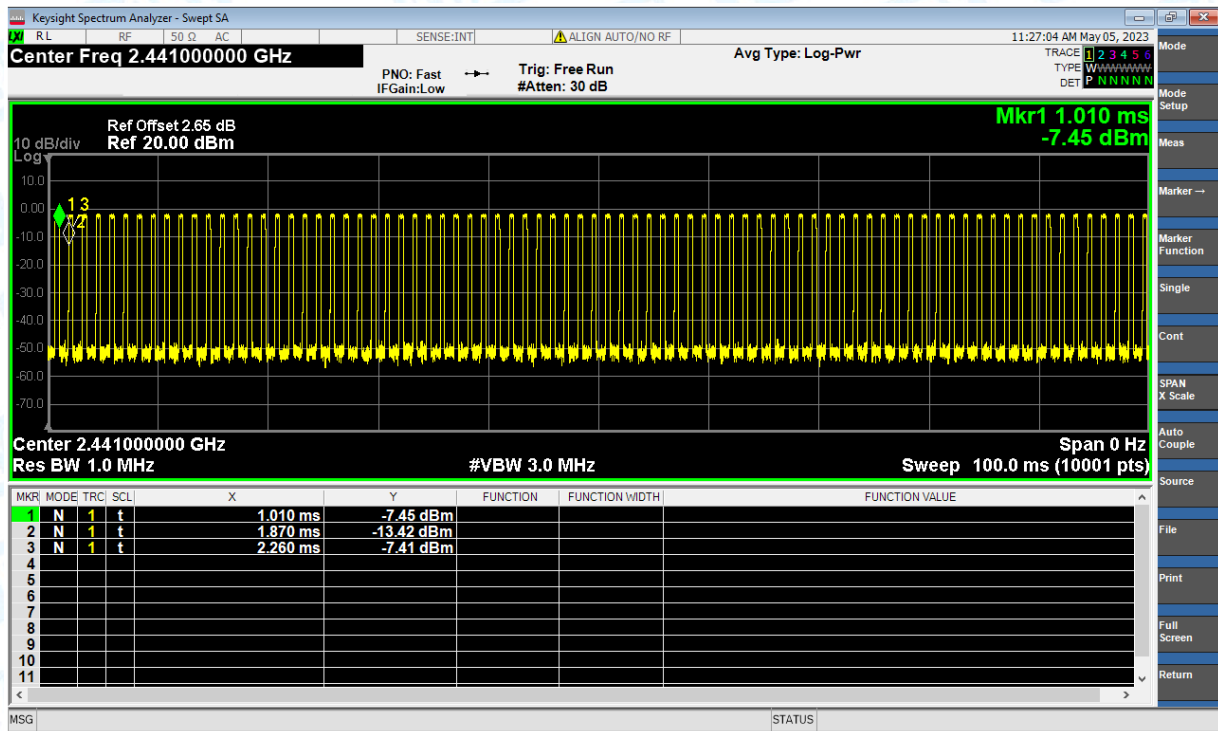 Keysight Spectrum Analyzer - Swept SA
LXI RL RF 50 Ω AC SENSE:INT ALIGN AUTO/NO RF 11:27:04 AM May 05, 2023
Center Freq 2.441000000 GHz
Avg Type: Log-Pwr
TRACE 1 2 3 4 5 6
TYPE WWWWWW
DET P N N N N N
PNO: Fast Trig: Free Run
IFGain:Low #Atten: 30 dB
Mkr1 1.010 ms
-7.45 dBm
Ref Offset 2.65 dB
10 dB/div Ref 20.00 dBm
Log
10.0
0.00
-10.0
-20.0
-30.0
-40.0
-50.0
-60.0
-70.0
1 3
2
Center 2.441000000 GHz Span 0 Hz
Res BW 1.0 MHz #VBW 3.0 MHz Sweep 100.0 ms (10001 pts)
MKR MODE TRC SCL X Y FUNCTION FUNCTION WIDTH FUNCTION VALUE
1 N 1 t 1.010 ms -7.45 dBm
2 N 1 t 1.870 ms -13.42 dBm
3 N 1 t 2.260 ms -7.41 dBm
4
5
6
7
8
9
10
11
MSG STATUS
Mode
Mode
Setup
Meas
Marker →
Marker
Function
Single
Cont
SPAN
X Scale
Auto
Couple
Source
File
Print
Full
Screen
Return